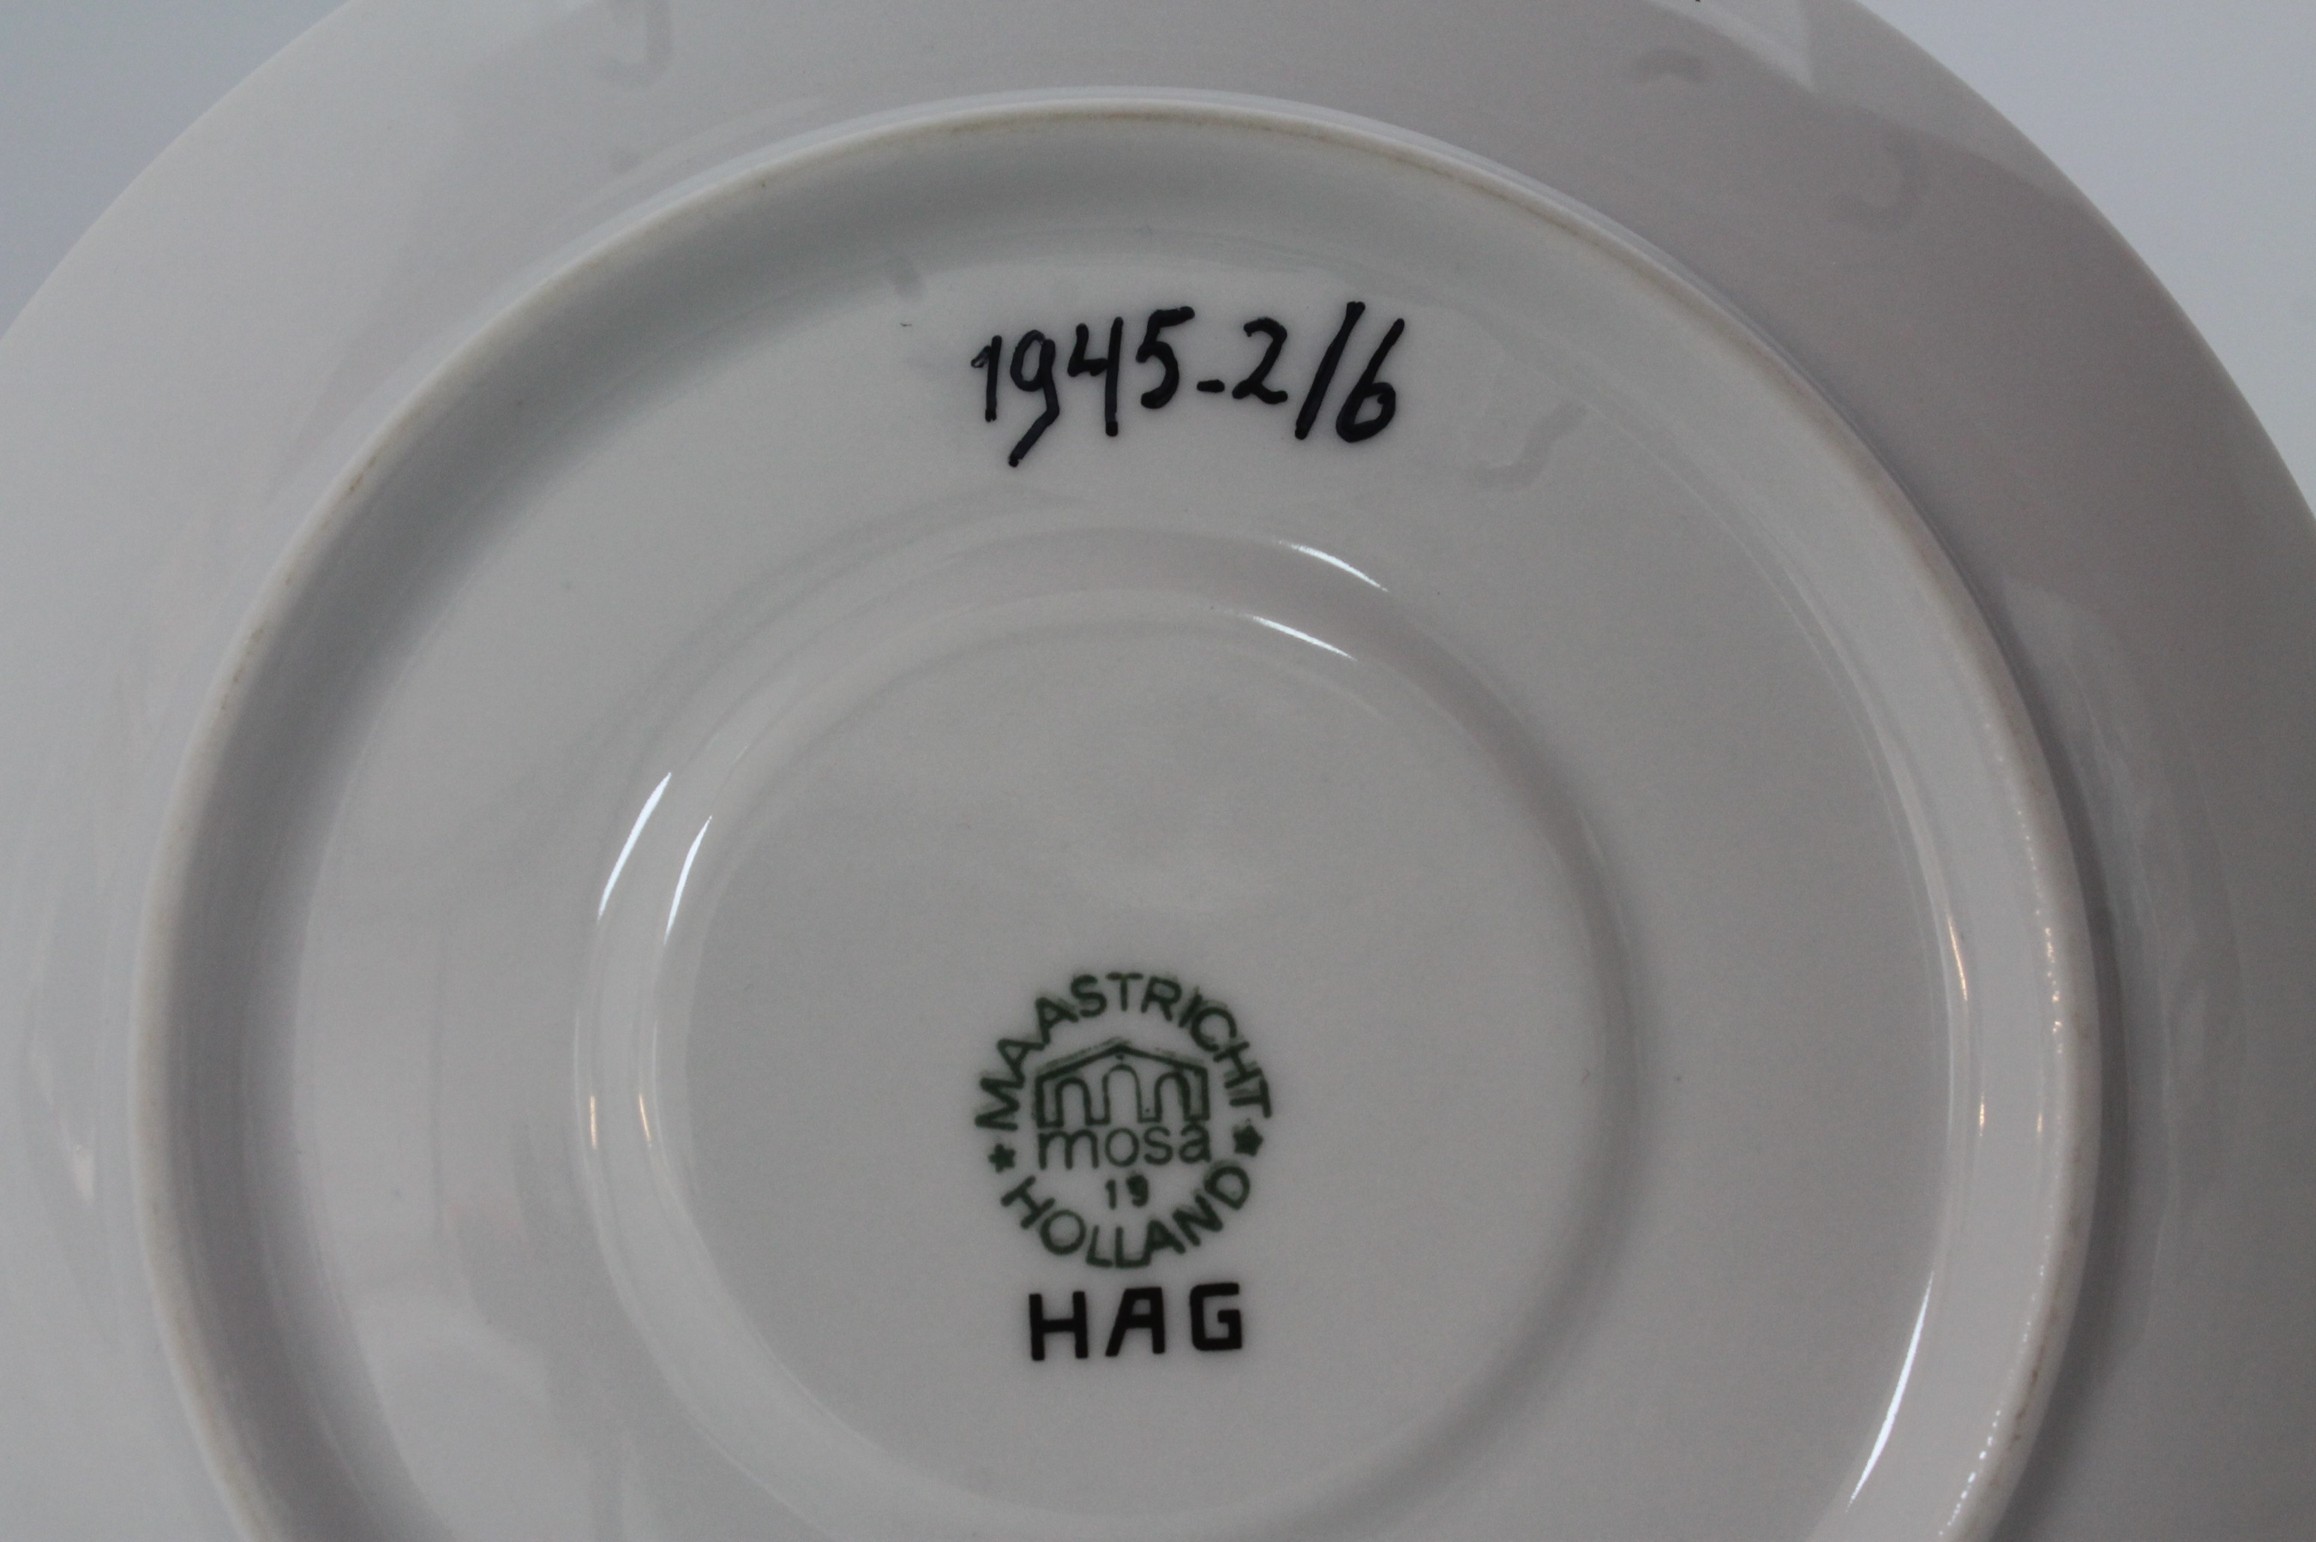 1945-2/6
MAASTRICHT
mosa
19
HOLLAND
HAG